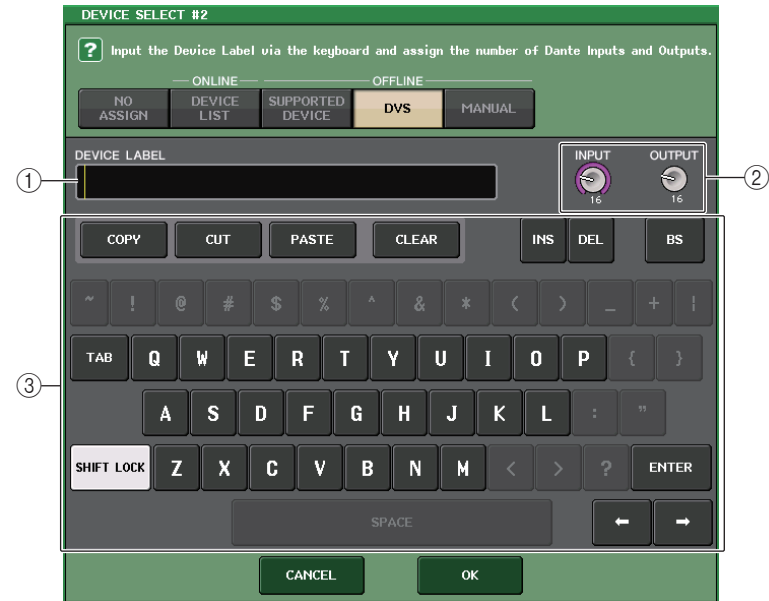 DEVICE SELECT #2
? Input the Device Label via the keyboard and assign the number of Dante Inputs and Outputs.
ONLINE OFFLINE
NO ASSIGN DEVICE LIST SUPPORTED DEVICE DVS MANUAL
DEVICE LABEL INPUT OUTPUT
① 16 16 ②
COPY CUT PASTE CLEAR INS DEL BS
~ ! @ # $ % ^ & * ( ) _ + ¦
TAB Q W E R T Y U I O P { }
③ A S D F G H J K L : "
SHIFT LOCK Z X C V B N M < > ? ENTER
SPACE ← →
CANCEL OK